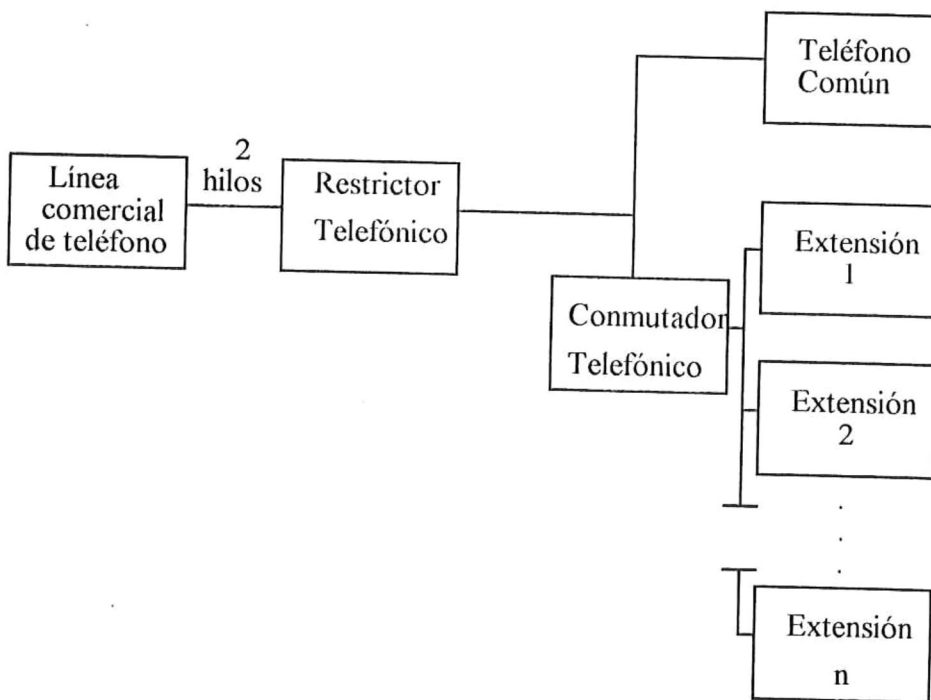 Teléfono
Común
2
hilos
Línea
comercial
de teléfono
Restrictor
Telefónico
Extensión
1
Conmutador
Telefónico
Extensión
2
Extensión
n